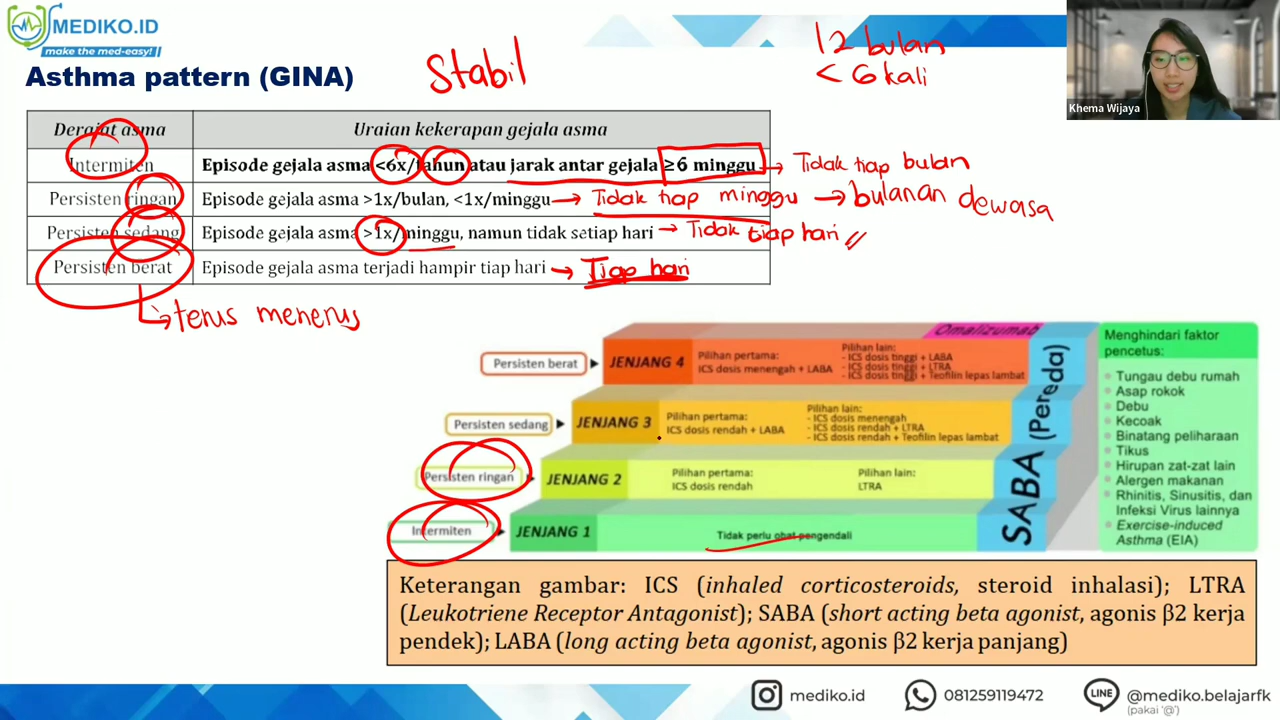 MEDIKO.ID
make the med-easy!
Asthma pattern (GINA)
Stabil
12 bulan
< 6 kali
Khema Wijaya
Derajat asma
Uraian kekerapan gejala asma
Intermiten
Episode gejala asma <6x/tahun atau jarak antar gejala ≥6 minggu
→ Tidak tiap bulan
Persisten ringan
Episode gejala asma >1x/bulan, <1x/minggu
→ Tidak tiap minggu → bulanan dewasa
Persisten sedang
Episode gejala asma >1x/minggu, namun tidak setiap hari
→ Tidak tiap hari
Persisten berat
Episode gejala asma terjadi hampir tiap hari
→ Tiap hari
→ terus menerus
Omalizumab
Persisten berat
JENJANG 4
Pilihan pertama:
ICS dosis menengah + LABA
Pilihan lain:
- ICS dosis tinggi + LABA
- ICS dosis tinggi + LTRA
- ICS dosis tinggi + Teofilin lepas lambat
Persisten sedang
JENJANG 3
Pilihan pertama:
ICS dosis rendah + LABA
Pilihan lain:
- ICS dosis menengah
- ICS dosis rendah + LTRA
- ICS dosis rendah + Teofilin lepas lambat
Persisten ringan
JENJANG 2
Pilihan pertama:
ICS dosis rendah
Pilihan lain:
LTRA
Intermiten
JENJANG 1
Tidak perlu obat pengendali
SABA (Pereda)
Menghindari faktor
pencetus:
Tungau debu rumah
Asap rokok
Debu
Kecoak
Binatang peliharaan
Tikus
Hirupan zat-zat lain
Alergen makanan
Rhinitis, Sinusitis, dan
Infeksi Virus lainnya
Exercise-induced
Asthma (EIA)
Keterangan gambar: ICS (inhaled corticosteroids, steroid inhalasi); LTRA
(Leukotriene Receptor Antagonist); SABA (short acting beta agonist, agonis β2 kerja
pendek); LABA (long acting beta agonist, agonis β2 kerja panjang)
mediko.id
081259119472
LINE
@mediko.belajarfk
(pakai '@')